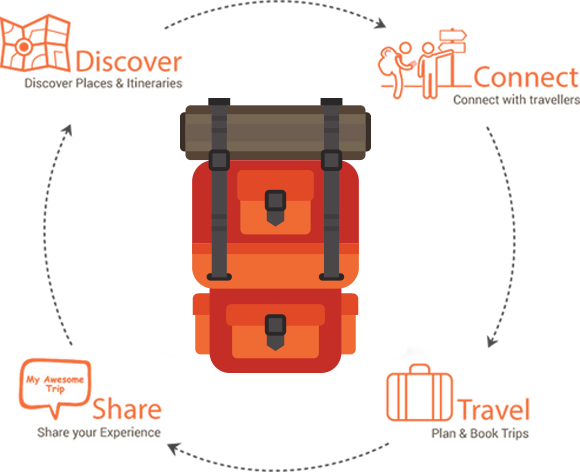 Discover
Discover Places & Itineraries
Connect
Connect with travellers
My Awesome
Trip
Share
Share your Experience
Travel
Plan & Book Trips